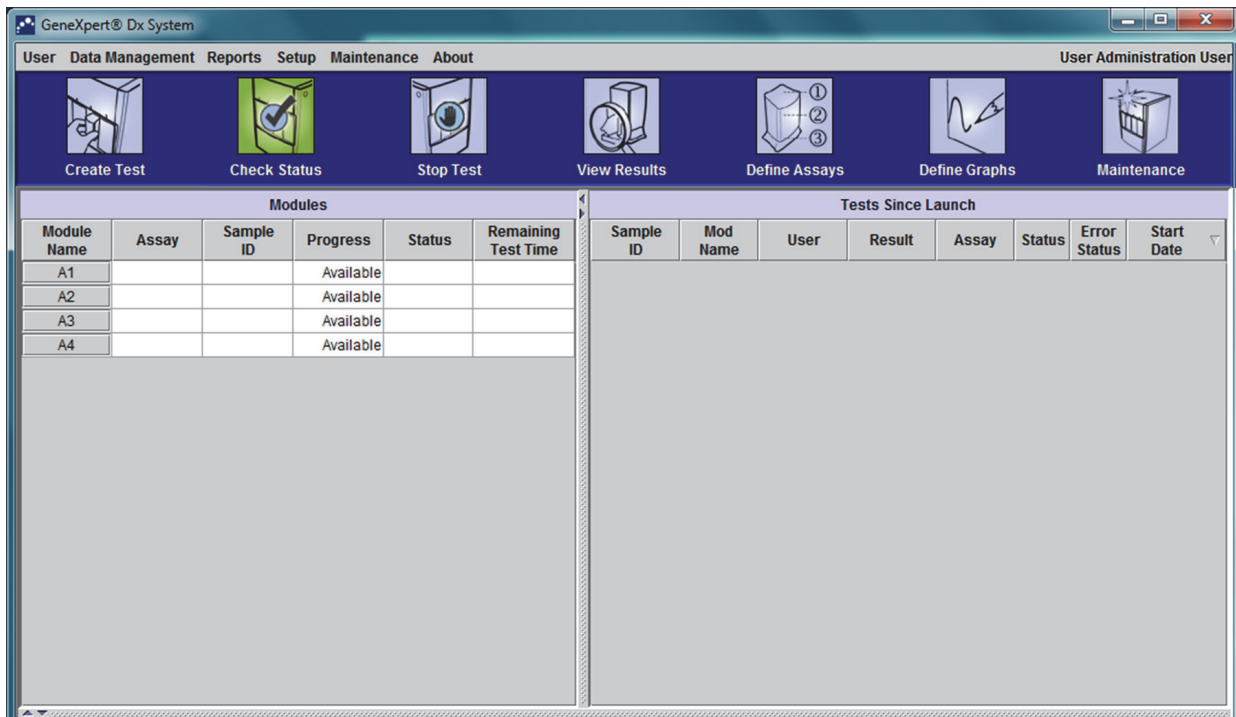 GeneXpert® Dx System
User Data Management Reports Setup Maintenance About User Administration User
① ② ③
Create Test Check Status Stop Test View Results Define Assays Define Graphs Maintenance
Modules
Module Name Assay Sample ID Progress Status Remaining Test Time
A1 Available
A2 Available
A3 Available
A4 Available
Tests Since Launch
Sample ID Mod Name User Result Assay Status Error Status Start Date